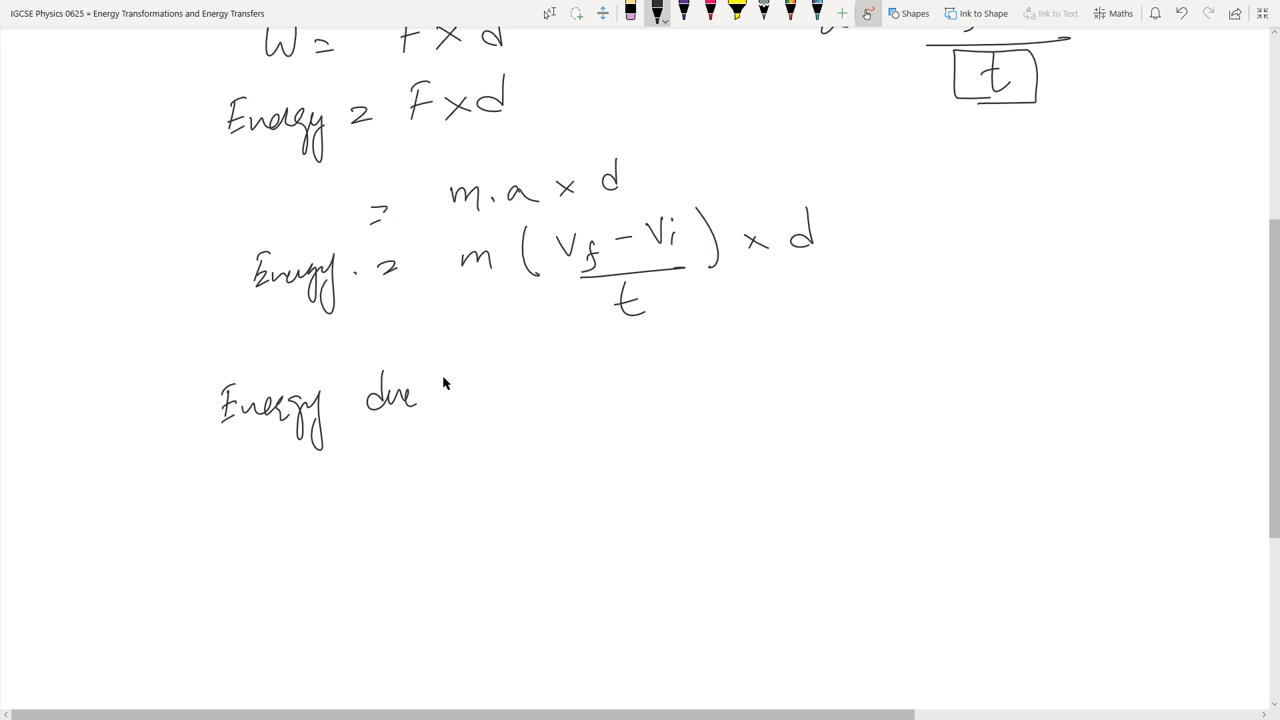 IGCSE Physics 0625 » Energy Transformations and Energy Transfers
Shapes Ink to Shape Ink to Text Maths
W = F × d
t
Energy = F × d
= m.a × d
Energy. = m ( Vf - Vi ) × d
t
Energy due